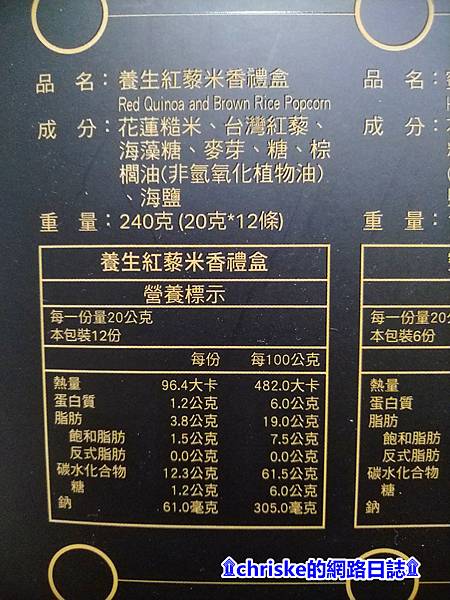 品 名：養生紅藜米香禮盒
Red Quinoa and Brown Rice Popcorn
成 分：花蓮糙米、台灣紅藜、
海藻糖、麥芽、糖、棕
櫚油(非氫氧化植物油)
、海鹽
重 量：240克 (20克*12條)
養生紅藜米香禮盒
營養標示
每一份量20公克
本包裝12份
每份 每100公克
熱量 96.4大卡 482.0大卡
蛋白質 1.2公克 6.0公克
脂肪 3.8公克 19.0公克
飽和脂肪 1.5公克 7.5公克
反式脂肪 0.0公克 0.0公克
碳水化合物 12.3公克 61.5公克
糖 1.2公克 6.0公克
鈉 61.0毫克 305.0毫克
品 名：
成 分：
重 量：
每一份量20公
本包裝6份
熱量
蛋白質
脂肪
飽和脂肪
反式脂肪
碳水化合物
糖
鈉
chriske的網路日誌